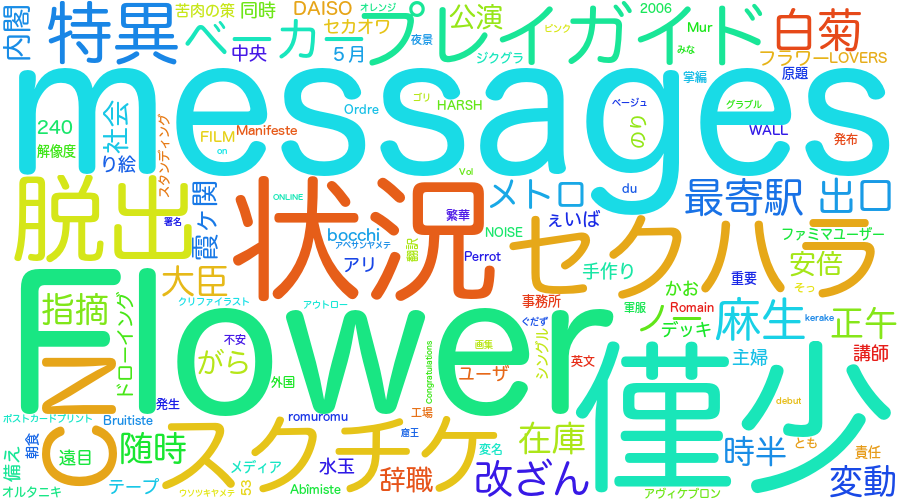 内閣
特異
苦肉の策
同時
DAISO
オレンジ
2006
ベーカー
セカオワ
プレイガイド
公演
ピンク
Mur
白菊
中央
5月
夜景
ジクグラ
みな
フラワーLOVERS
原題
messages
掌編
ゴリ
HARSH
ベージュ
グラブル
240
社会
Ordre
解像度
FILM
Manifeste
のり
WALL
発布
り絵
on
スタンディング
Vol
脱出
霞ヶ関
ONLINE
状況
メトロ
du
最寄駅
出口
署名
繁華
bocchi
NOISE
えいば
アベサンヤメテ
翻訳
セクハラ
ファミマユーザー
大臣
アリ
Perrot
手作り
安倍
重要
Flower
指摘
ドローイング
クリファイラスト
アウトロー
事務所
かお
軍服
Romain
そっ
ぐだず
ノー
デッキ
麻生
kerake
正午
不安
がら
画集
シングル
英文
主婦
講師
外国
Congratulations
ユーザ
CN
発生
ポストカードプリント
Bruitiste
romuromu
工場
debut
僅少
朝食
遠目
随時
スクチケ
窟王
変名
在庫
時半
とも
責任
備え
メディア
水玉
辞職
改ざん
変動
オルタニキ
テープ
ウソツキヤメテ
53
Abîmiste
アヴィケブロン